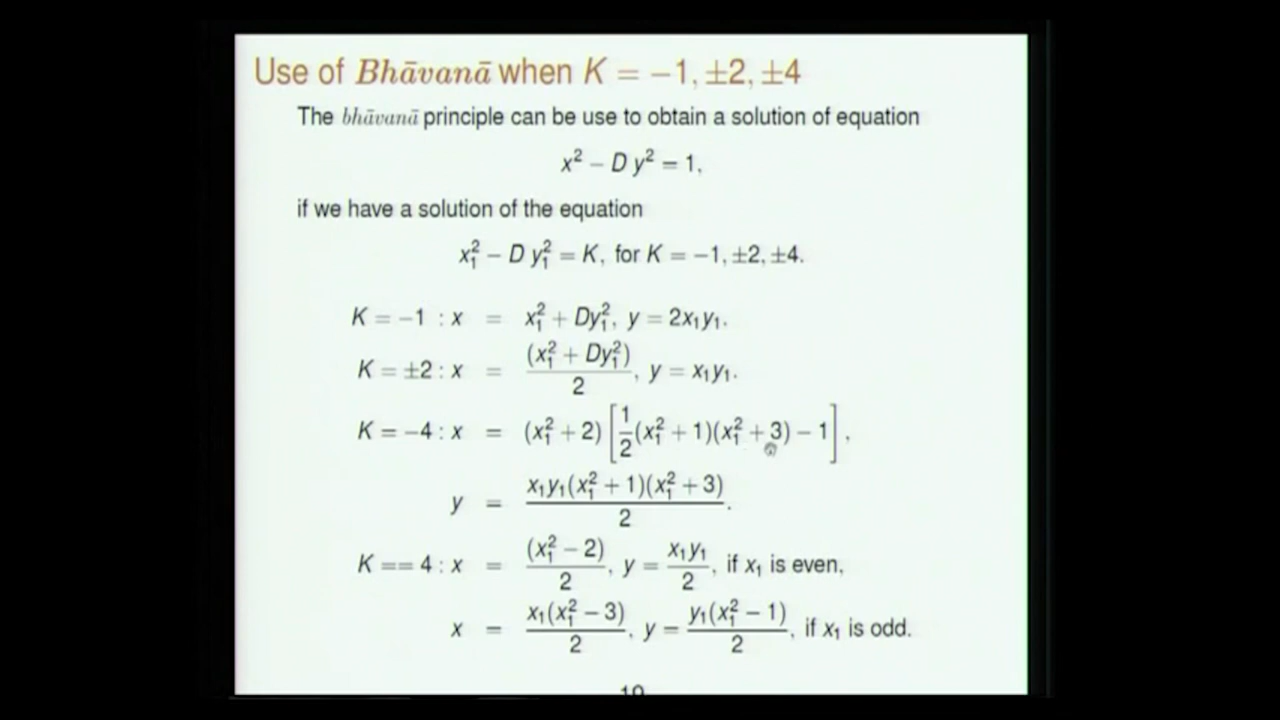 Use of Bhāvanā when K = −1, ±2, ±4
The bhāvanā principle can be use to obtain a solution of equation
x² − D y² = 1,
if we have a solution of the equation
x₁² − D y₁² = K, for K = −1, ±2, ±4.
K = −1 : x = x₁² + Dy₁², y = 2x₁y₁.
K = ±2 : x = (x₁² + Dy₁²)/2, y = x₁y₁.
K = −4 : x = (x₁² + 2) [1/2(x₁² + 1)(x₁² + 3) − 1],
y = x₁y₁(x₁² + 1)(x₁² + 3)/2.
K == 4 : x = (x₁² − 2)/2, y = x₁y₁/2, if x₁ is even,
x = x₁(x₁² − 3)/2, y = y₁(x₁² − 1)/2, if x₁ is odd.